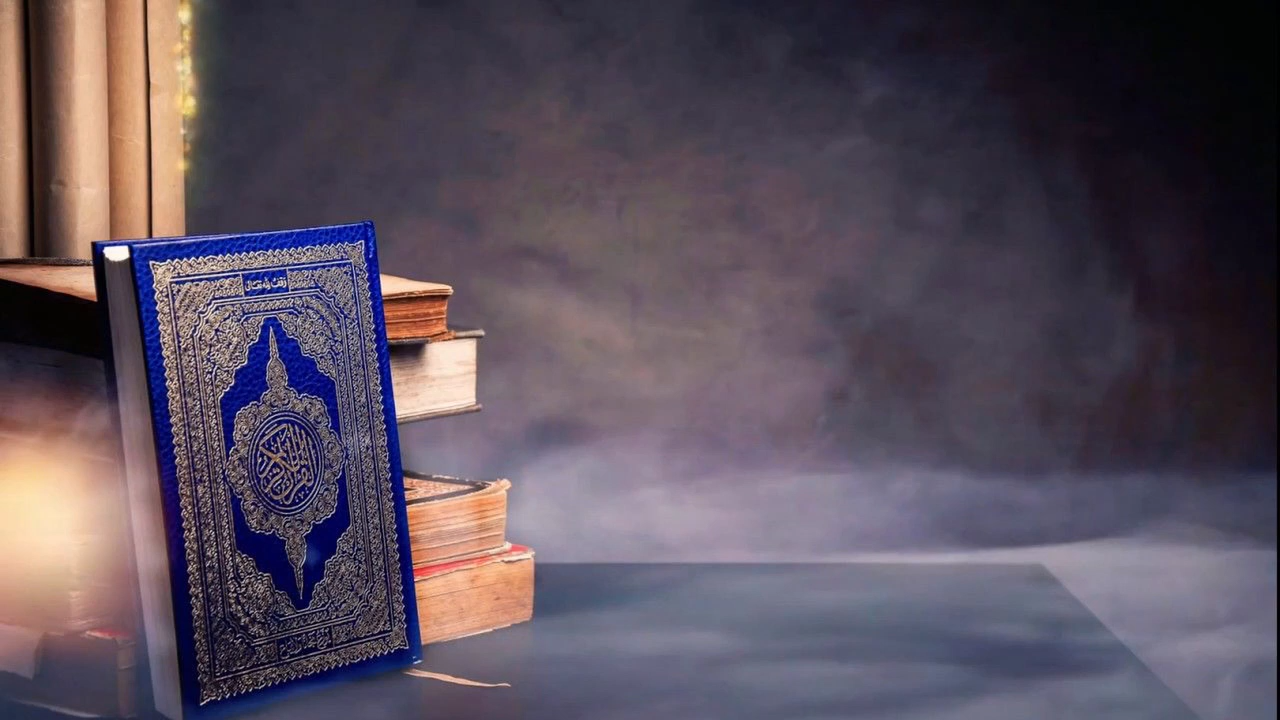 وقف لله تعالى
القرآن الكريم